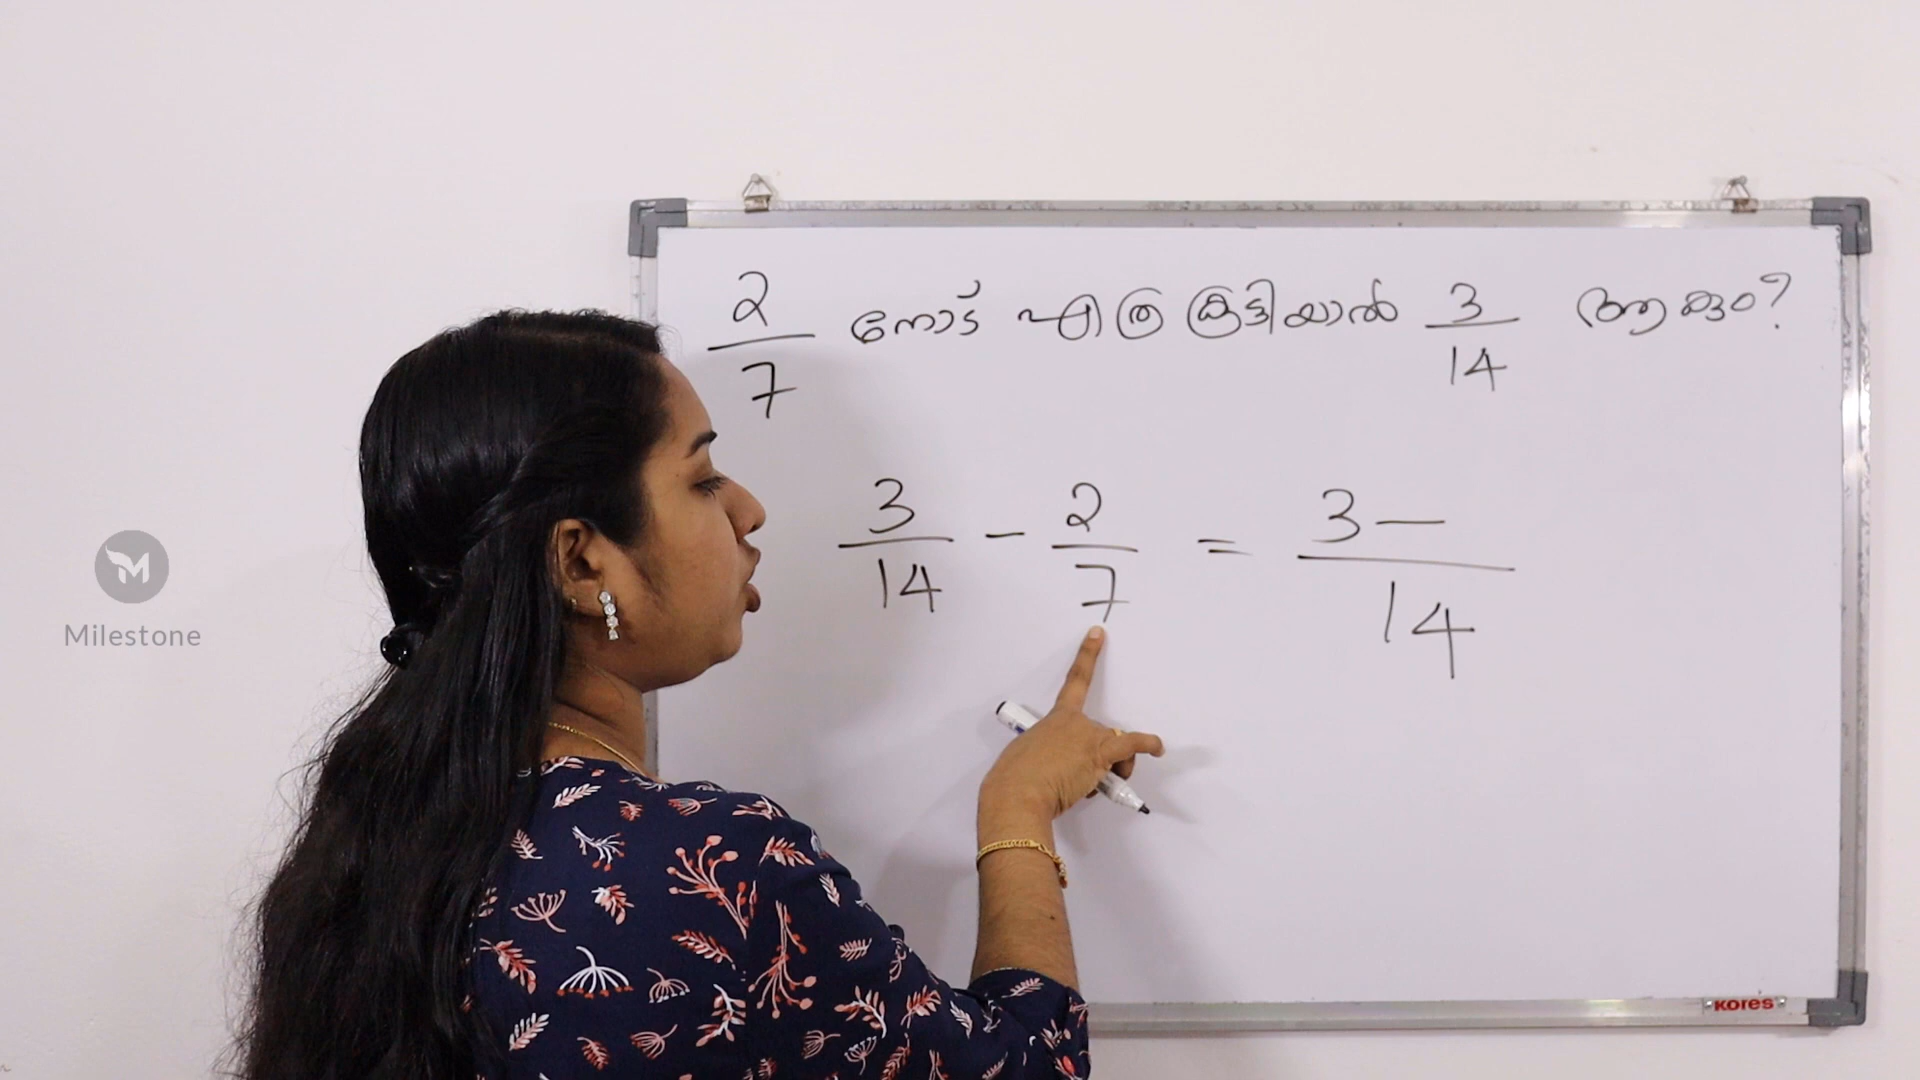 2/7 നോട് എത്ര കൂട്ടിയാൽ 3/14 ആകും?
3/14 - 2/7 = 3 — / 14
Milestone
KORES